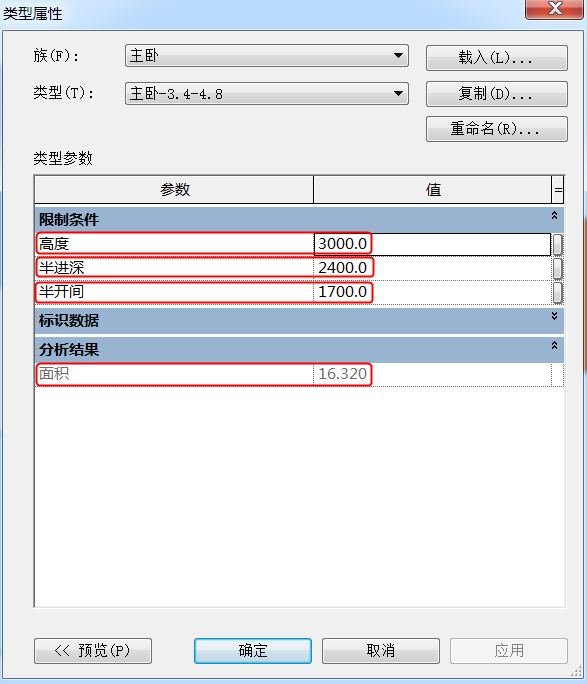 类型属性
族(F):
主卧
载入(L)...
类型(T):
主卧-3.4-4.8
复制(D)...
重命名(R)...
类型参数
参数 值 =
限制条件
高度 3000.0
半进深 2400.0
半开间 1700.0
标识数据
分析结果
面积 16.320
<< 预览(P) 确定 取消 应用